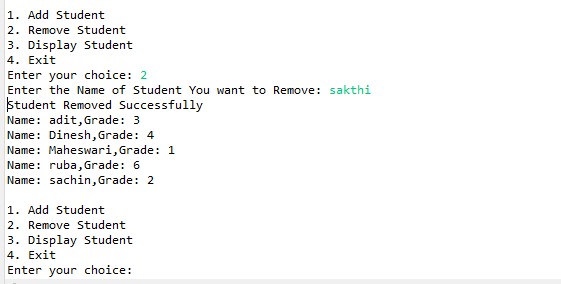 1. Add Student
2. Remove Student
3. Display Student
4. Exit
Enter your choice: 2
Enter the Name of Student You want to Remove: sakthi
Student Removed Successfully
Name: adit,Grade: 3
Name: Dinesh,Grade: 4
Name: Maheswari,Grade: 1
Name: ruba,Grade: 6
Name: sachin,Grade: 2
1. Add Student
2. Remove Student
3. Display Student
4. Exit
Enter your choice: